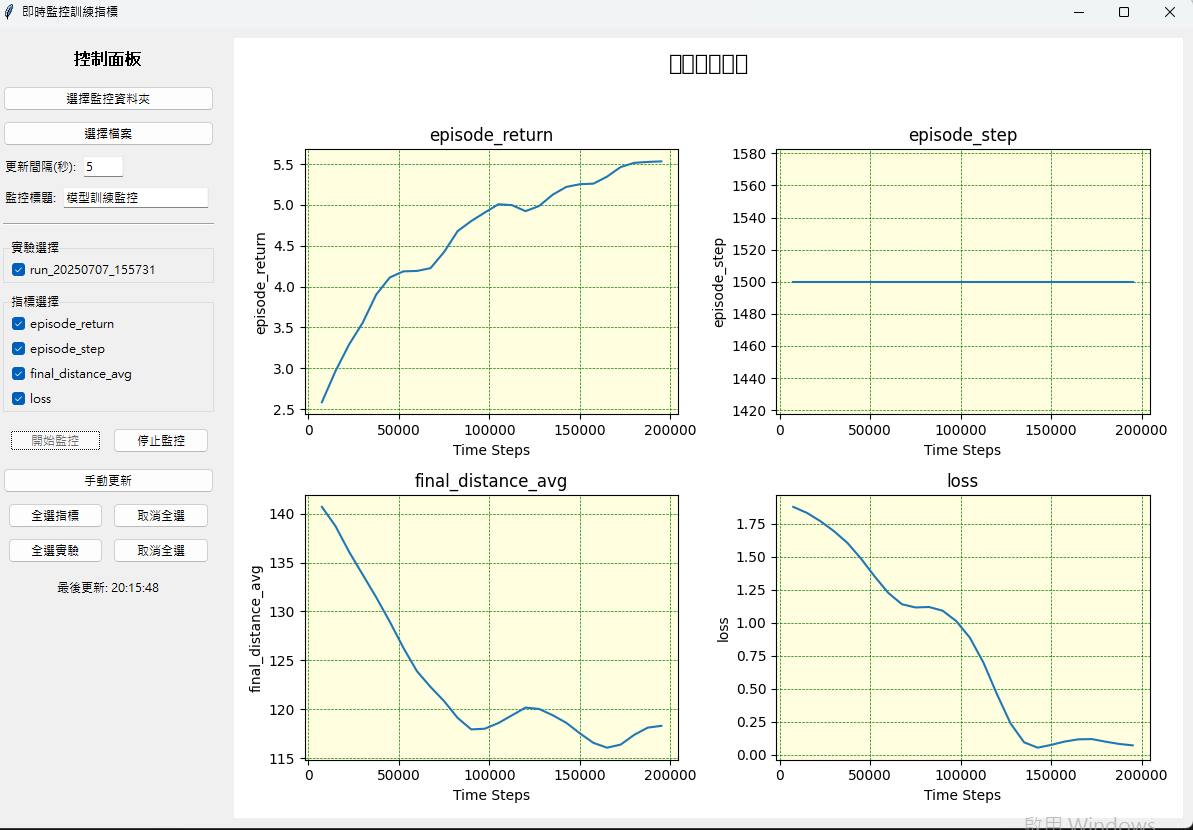 即時監控訓練指標
控制面板
選擇監控資料夾
選擇檔案
更新間隔(秒): 5
監控標題: 模型訓練監控
實驗選擇
run_20250707_155731
指標選擇
episode_return
episode_step
final_distance_avg
loss
開始監控 停止監控
手動更新
全選指標 取消全選
全選實驗 取消全選
最後更新: 20:15:48
episode_return
episode_return
5.5
5.0
4.5
4.0
3.5
3.0
2.5
0 50000 100000 150000 200000
Time Steps
episode_step
episode_step
1580
1560
1540
1520
1500
1480
1460
1440
1420
0 50000 100000 150000 200000
Time Steps
final_distance_avg
final_distance_avg
140
135
130
125
120
115
0 50000 100000 150000 200000
Time Steps
loss
loss
1.75
1.50
1.25
1.00
0.75
0.50
0.25
0.00
0 50000 100000 150000 200000
Time Steps
啟用 Windows